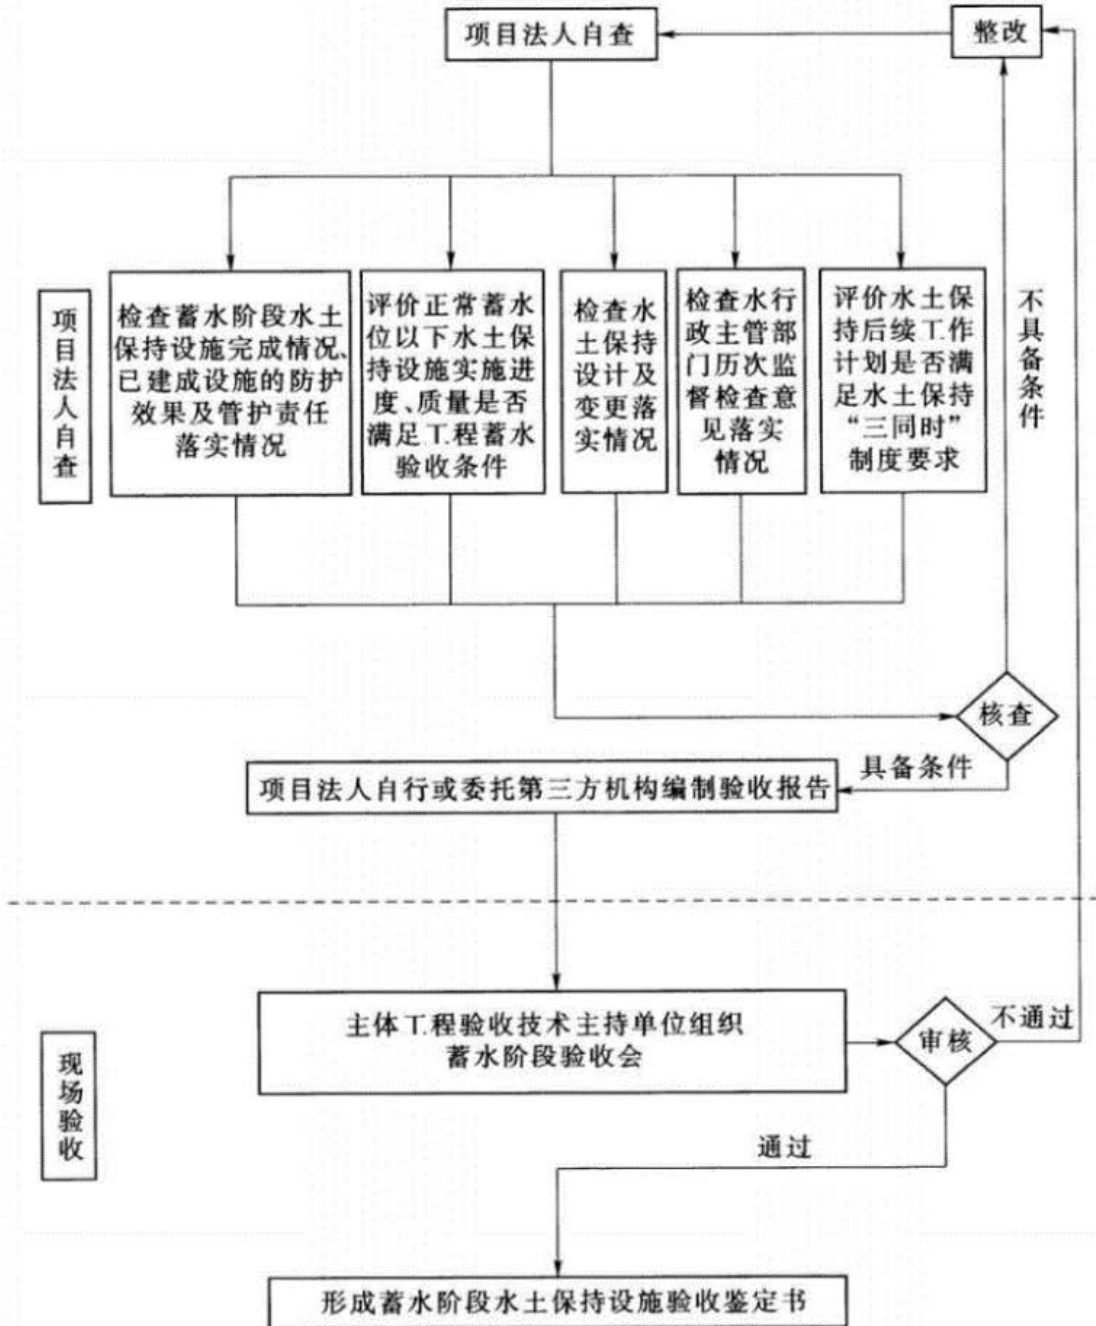 项目法人自查
整改
项目法人自查
检查蓄水阶段水土
保持设施完成情况、
已建成设施的防护
效果及管护责任
落实情况
评价正常蓄水
位以下水土保
持设施实施进
度、质量是否
满足工程蓄水
验收条件
检查水
土保持
设计及
变更落
实情况
检查水行
政主管部
门历次监
督检查意
见落实
情况
评价水土保
持后续工作
计划是否满
足水土保持
“三同时”
制度要求
不具备条件
核查
具备条件
项目法人自行或委托第三方机构编制验收报告
现场验收
主体工程验收技术主持单位组织
蓄水阶段验收会
审核
不通过
通过
形成蓄水阶段水土保持设施验收鉴定书